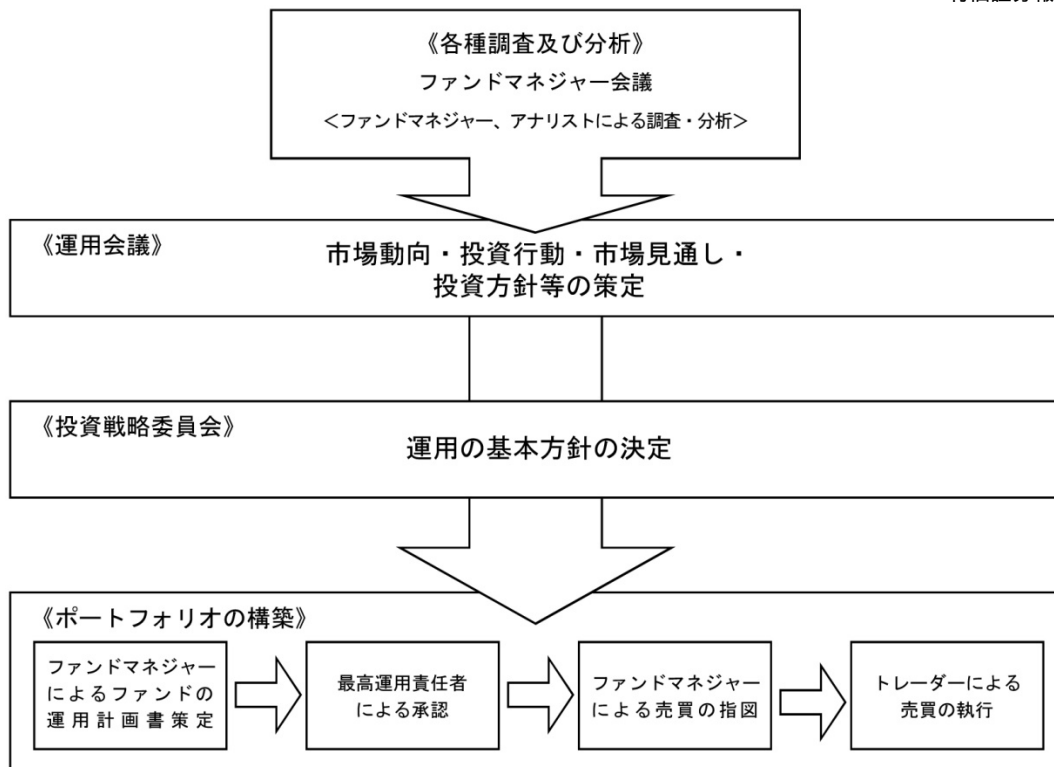 《各種調査及び分析》
ファンドマネジャー会議
＜ファンドマネジャー、アナリストによる調査・分析＞
《運用会議》
市場動向・投資行動・市場見通し・
投資方針等の策定
《投資戦略委員会》
運用の基本方針の決定
《ポートフォリオの構築》
ファンドマネジャー
によるファンドの
運用計画書策定
最高運用責任者
による承認
ファンドマネジャー
による売買の指図
トレーダーによる
売買の執行